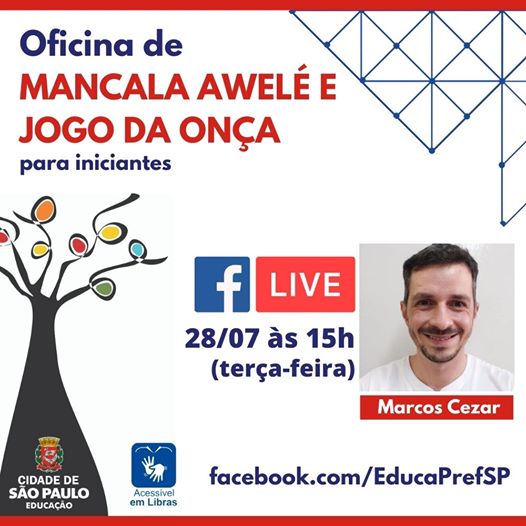 Oficina de
MANCALA AWELÉ E
JOGO DA ONÇA
para iniciantes
f LIVE
28/07 às 15h
(terça-feira)
Marcos Cezar
CIDADE DE
SÃO PAULO
EDUCAÇÃO
Acessível
em Libras
facebook.com/EducaPrefSP